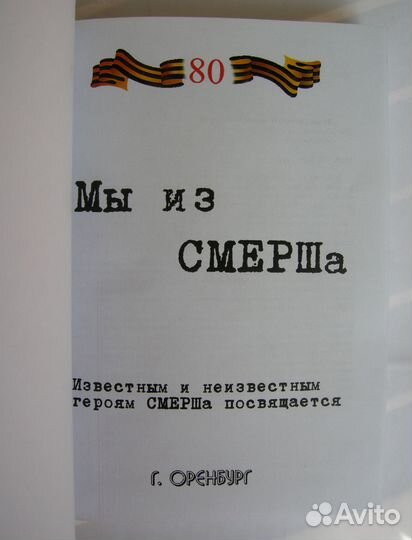 80
Мы из
СМЕРШа
Известным и неизвестным
героям СМЕРШа посвящается
г. ОРЕНБУРГ
Avito